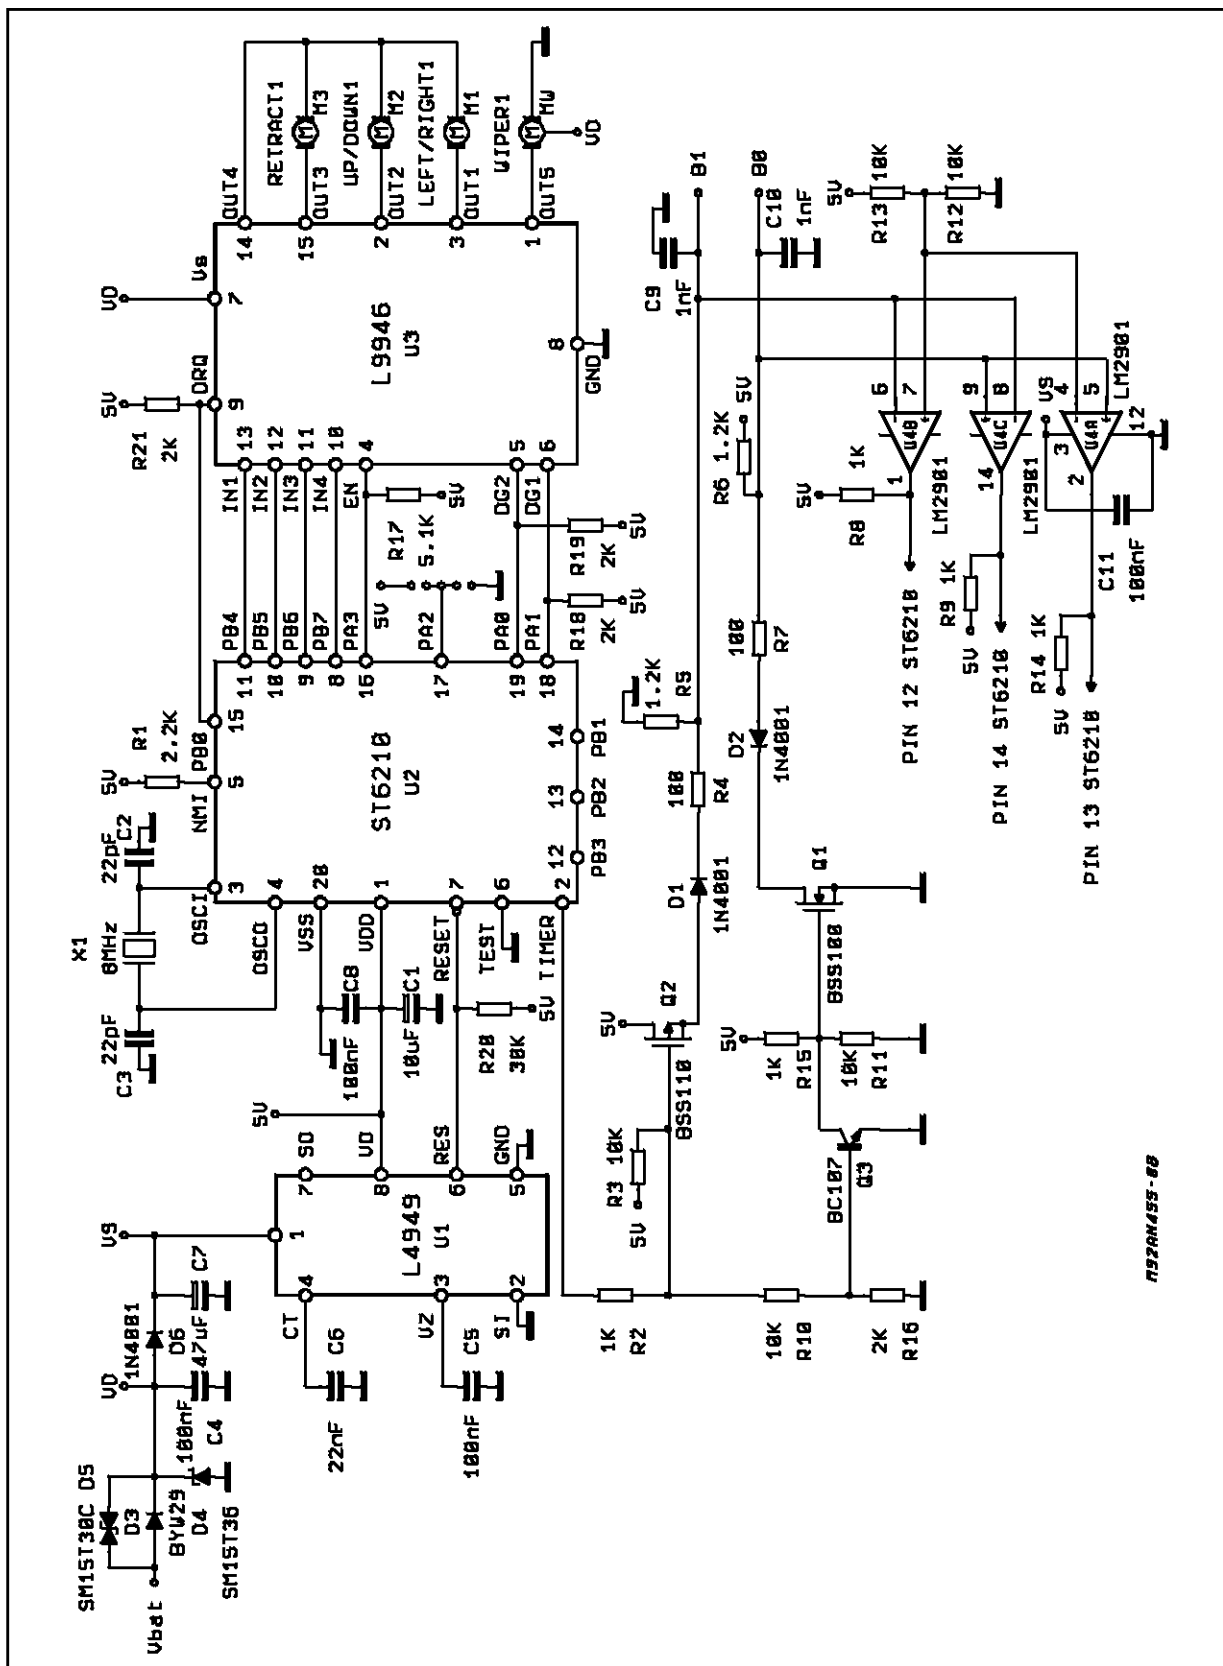 SM15T30C D5
Vbat
D3
BYW29
D4
SM15T36
VD
100nF
C4
1N4001
D6
47uF
C7
VS
CT
4
22nF
C6
1
L4949
U1
VZ
3
100nF
C5
SI
2
7
SO
8
VO
6
RES
5
GND
5V
C3
22pF
X1
8MHz
22pF
C2
OSCI
3
OSCO
4
VSS
20
100nF
C8
VDD
1
10uF
C1
RESET
7
R20
30K
5V
TEST
6
TIMER
2
5V
R1
2.2K
NMI
5
PB0
15
ST6210
U2
12
PB3
13
PB2
14
PB1
11
PB4
10
PB5
9
PB6
8
PB7
16
PA3
17
PA2
19
PA0
18
PA1
5V
R17
5.1K
5V
R19
2K
5V
R18
2K
5V
5V
R21
2K
9
DRQ
VD
7
Vs
IN1
13
IN2
12
IN3
11
IN4
10
EN
4
DG2
5
DG1
6
L9946
U3
8
GND
14
OUT4
15
OUT3
2
OUT2
3
OUT1
1
OUT5
RETRACT1
M
M3
UP/DOWN1
M
M2
LEFT/RIGHT1
M
M1
WIPER1
M
MW
VD
1K
R2
5V
R3 10K
BSS110
Q2
5V
D1
1N4001
100
R4
1.2K
R5
C9
1nF
B1
10K
R10
2K
R16
BC107
Q3
5V
1K
R15
10K
R11
BSS100
Q1
D2
1N4001
100
R7
R6 1.2K
5V
C10
1nF
B0
5V
R13
10K
R12
10K
6
7
U4B
1
LM2901
5V
R8
1K
PIN 12 ST6210
9
8
U4C
14
LM2901
R9 1K
5V
PIN 14 ST6210
VS
4
5
LM2901
U4A
3
12
2
C11
100nF
R14 1K
5V
PIN 13 ST6210
M92AN495-08